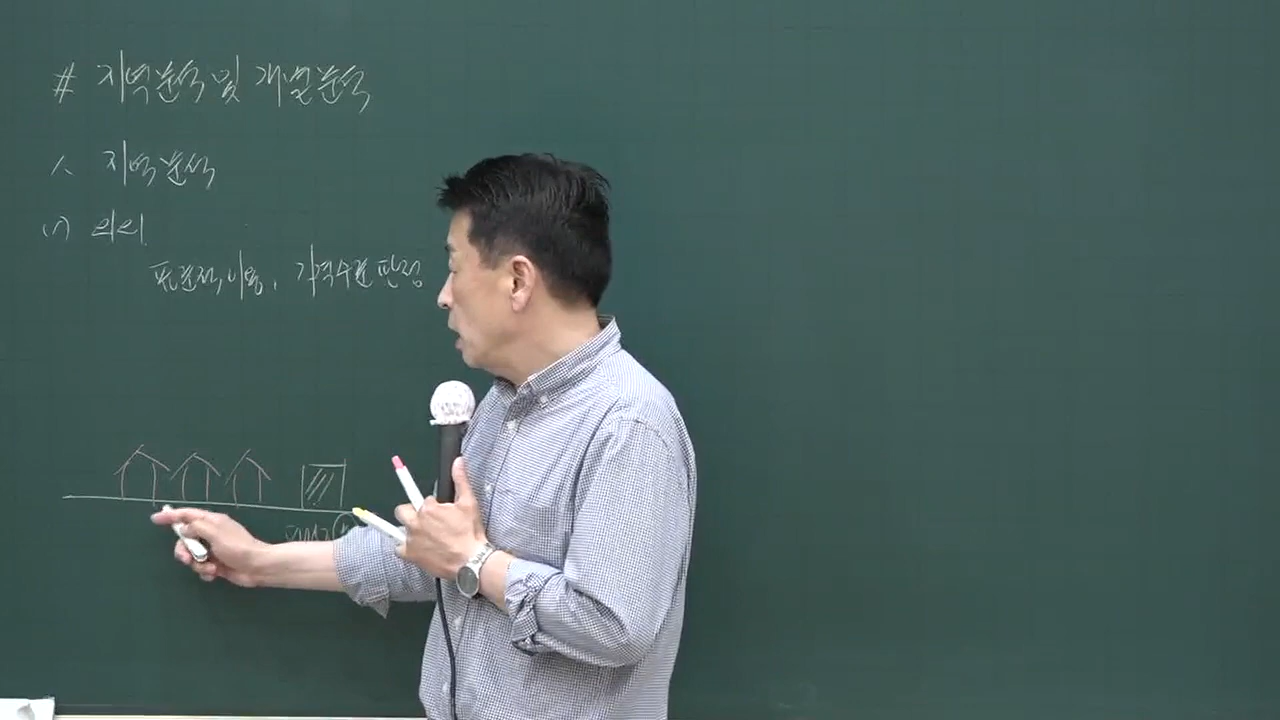 # 지역분석 및 개별분석
1. 지역분석
(1) 의의
표준적이용, 가격수준 판정